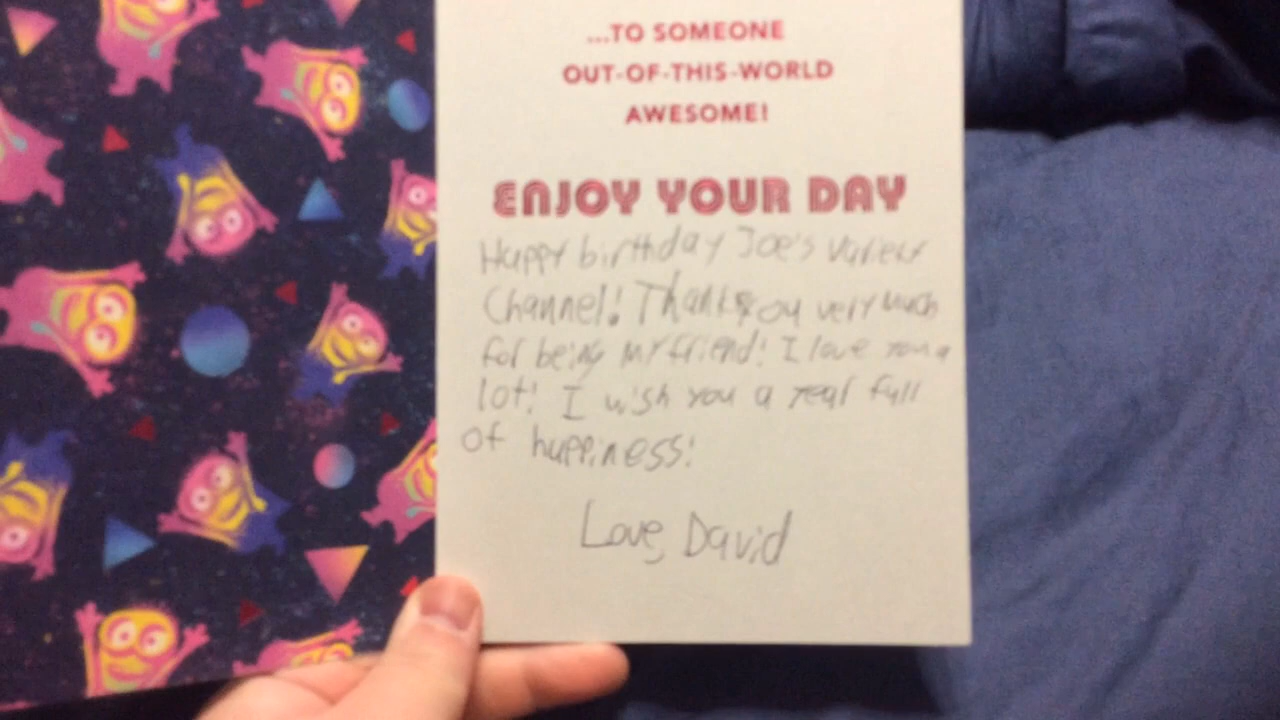 ...TO SOMEONE
OUT-OF-THIS-WORLD
AWESOME!
ENJOY YOUR DAY
Happy birthday Joe's Variety
Channel! Thank you very much
for being my friend! I love you a
lot! I wish you a year full
of happiness!
Love, David